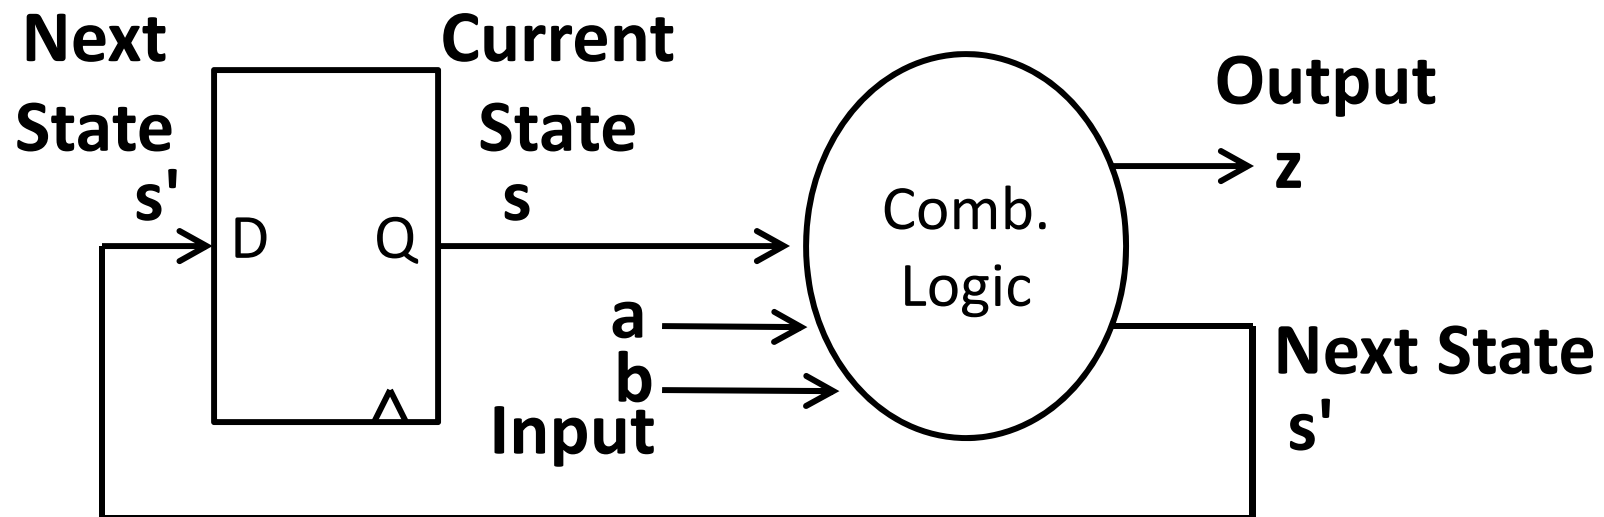 Next
State
s'
D
Q
Current
State
s
a
b
Input
Comb.
Logic
Output
z
Next State
s'